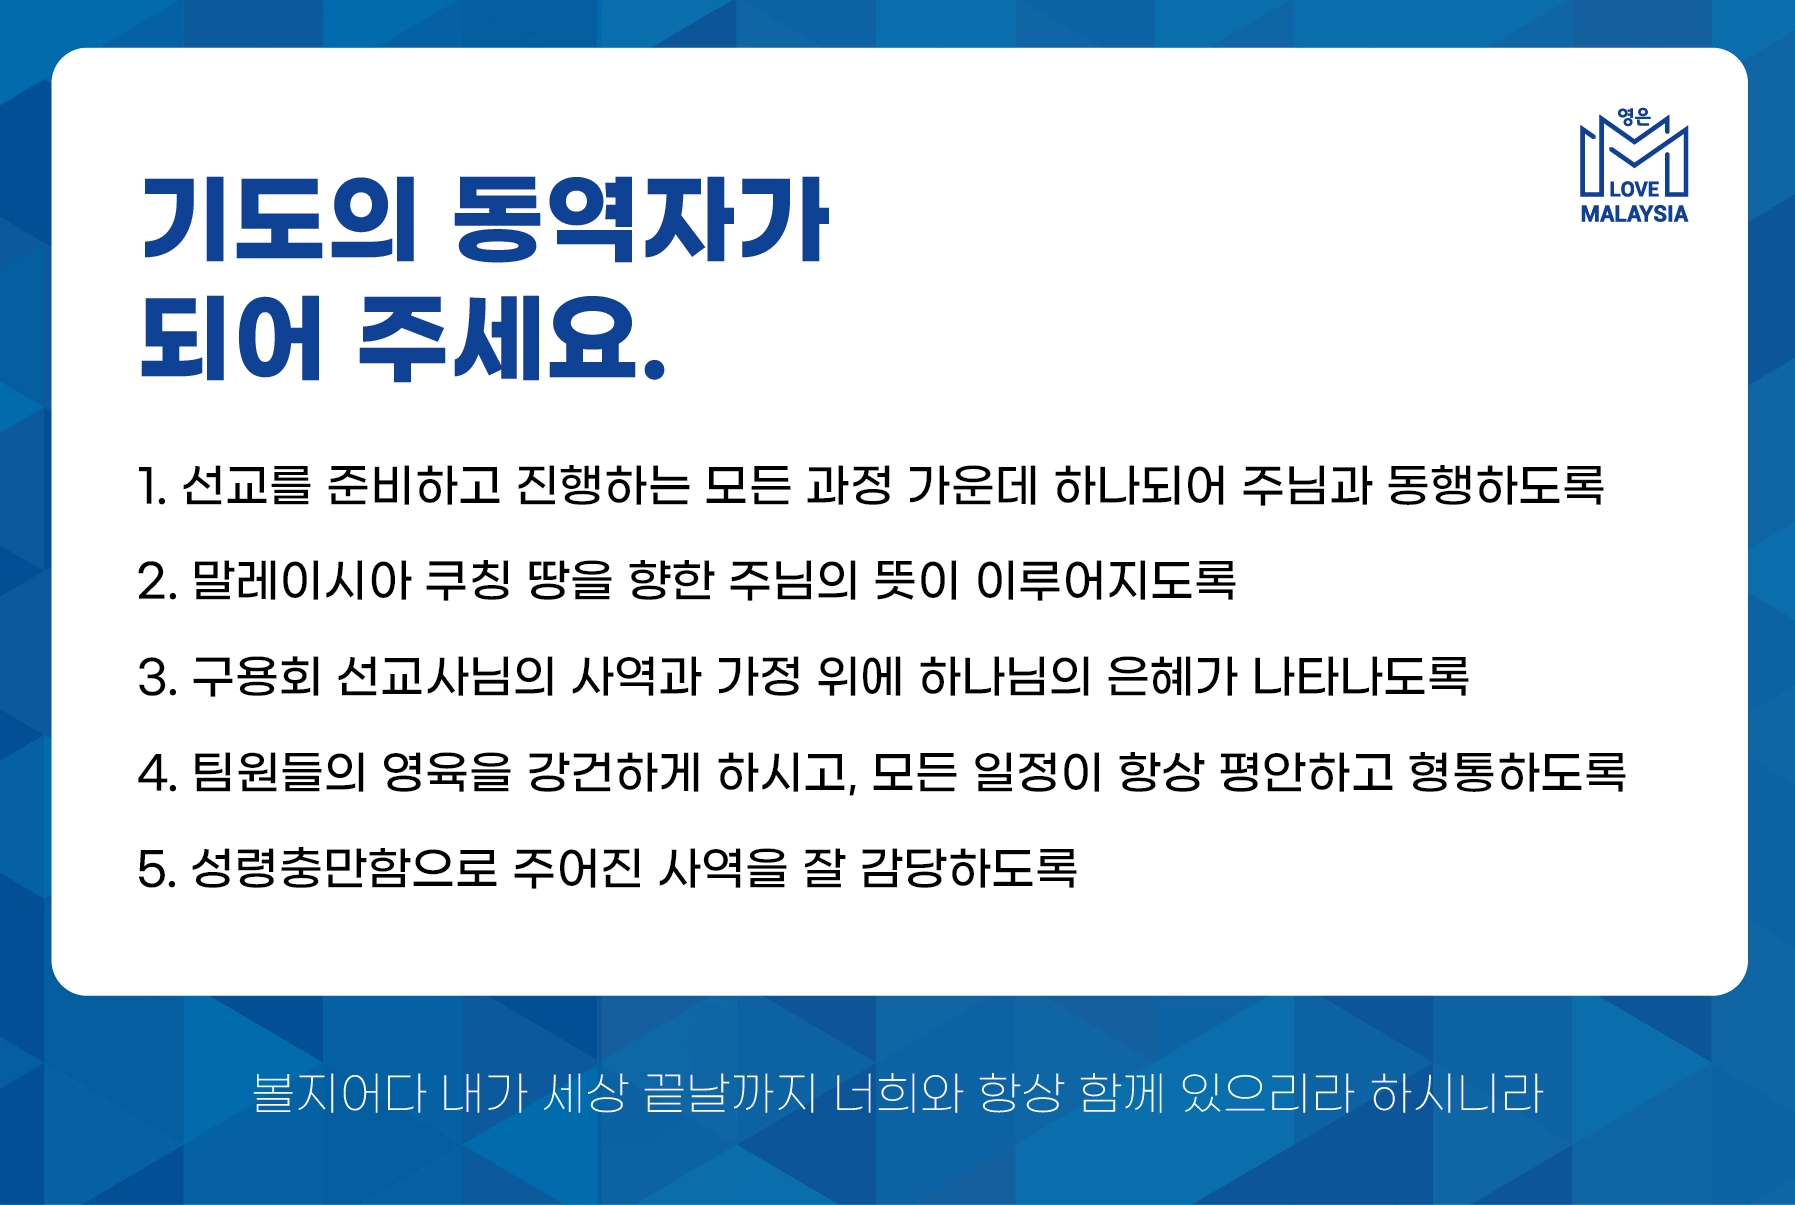 영은
LOVE
MALAYSIA
기도의 동역자가
되어 주세요.
1. 선교를 준비하고 진행하는 모든 과정 가운데 하나되어 주님과 동행하도록
2. 말레이시아 쿠칭 땅을 향한 주님의 뜻이 이루어지도록
3. 구용회 선교사님의 사역과 가정 위에 하나님의 은혜가 나타나도록
4. 팀원들의 영육을 강건하게 하시고, 모든 일정이 항상 평안하고 형통하도록
5. 성령충만함으로 주어진 사역을 잘 감당하도록
볼지어다 내가 세상 끝날까지 너희와 항상 함께 있으리라 하시니라